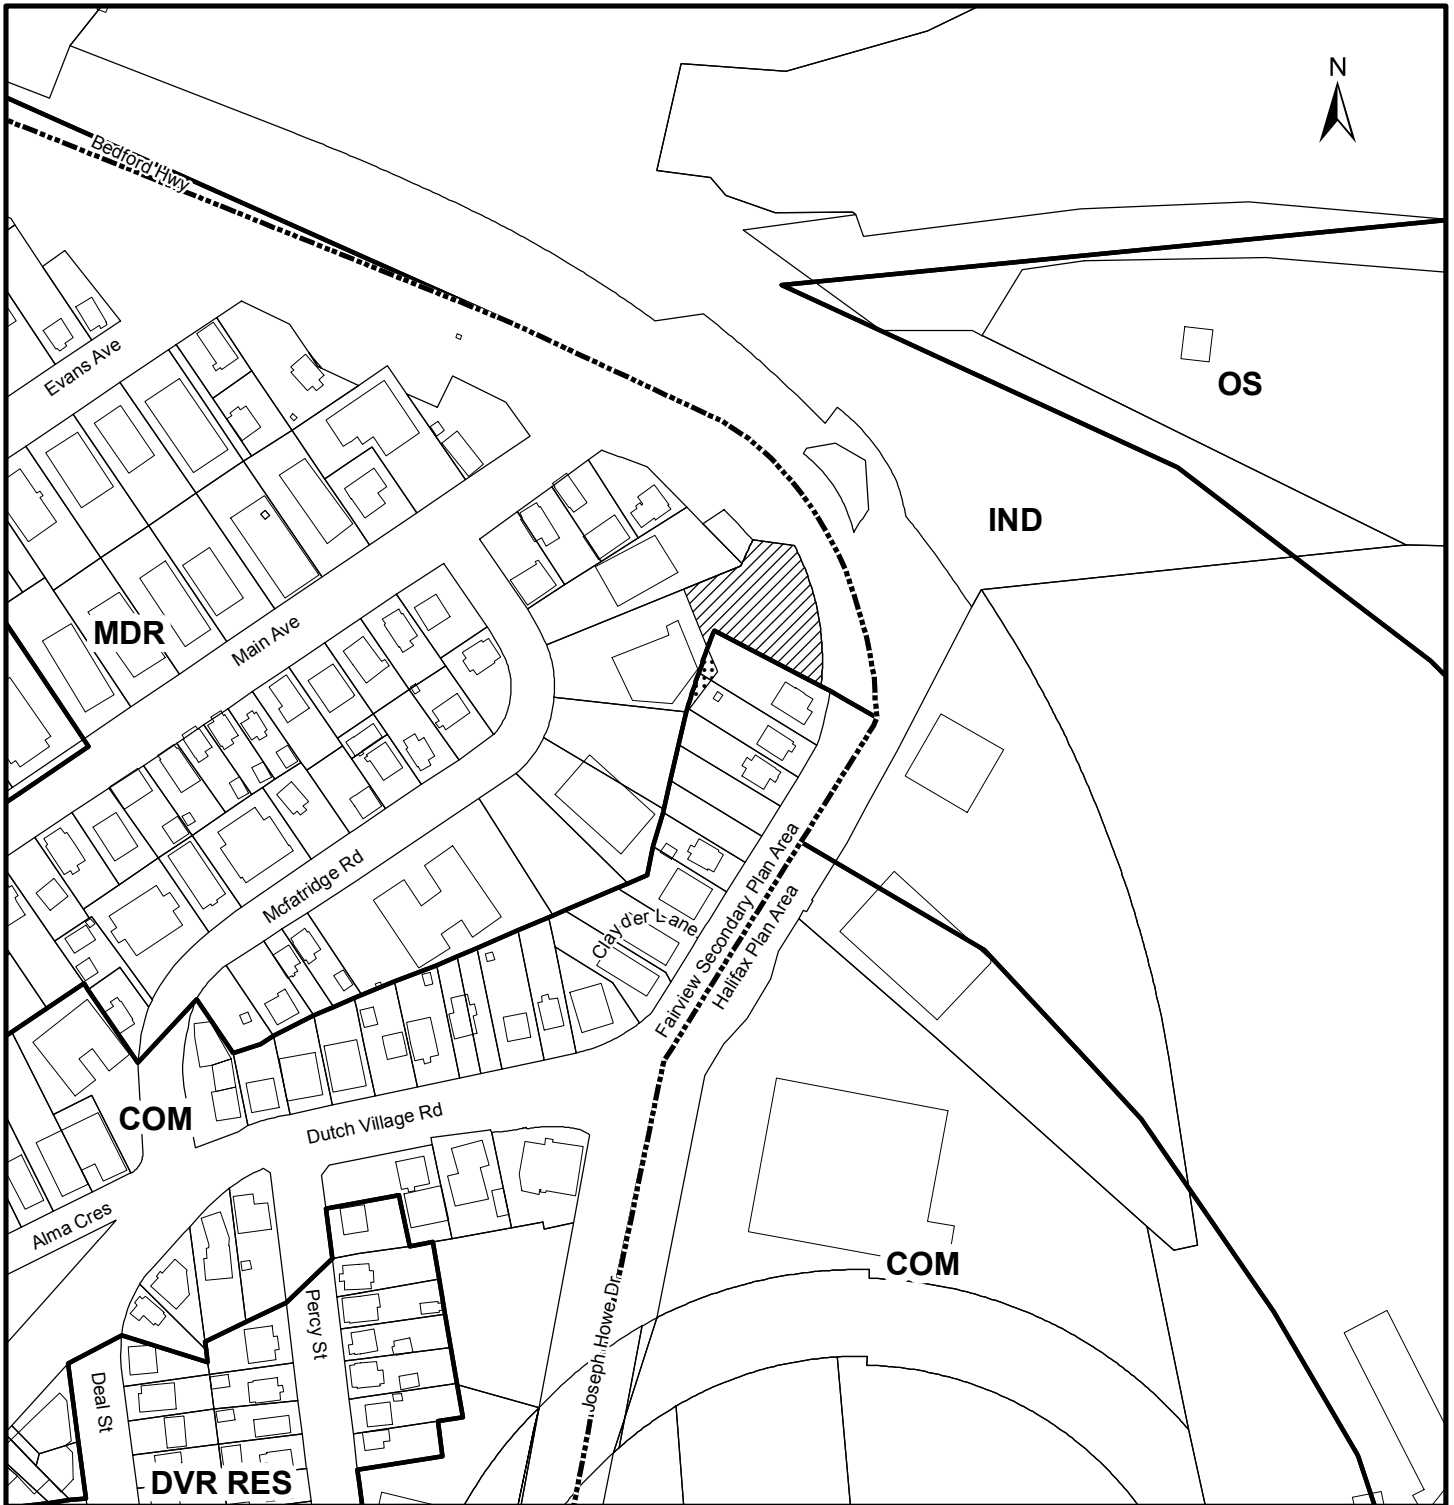 N
Bedford Hwy
Evans Ave
OS
IND
MDR
Main Ave
Mcfatridge Rd
Clayder Lane
Fairview Secondary Plan Area
Halifax Plan Area
COM
Dutch Village Rd
Alma Cres
COM
Percy St
Joseph Howe Dr
Deal St
DVR RES